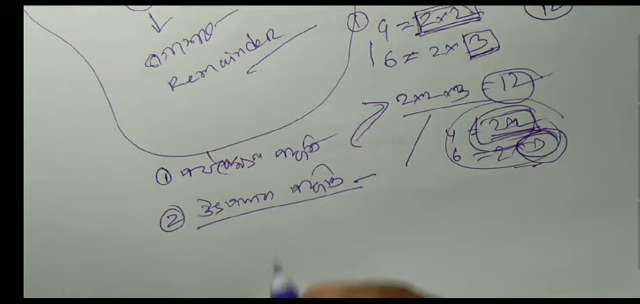 12
ভাগশেষ
Remainder
4 = 2×2
6 = 2×3
2×2×3 = 12
4 = 2×2
6 = 2×3
① পদ্ধতি
② উৎপাদক পদ্ধতি